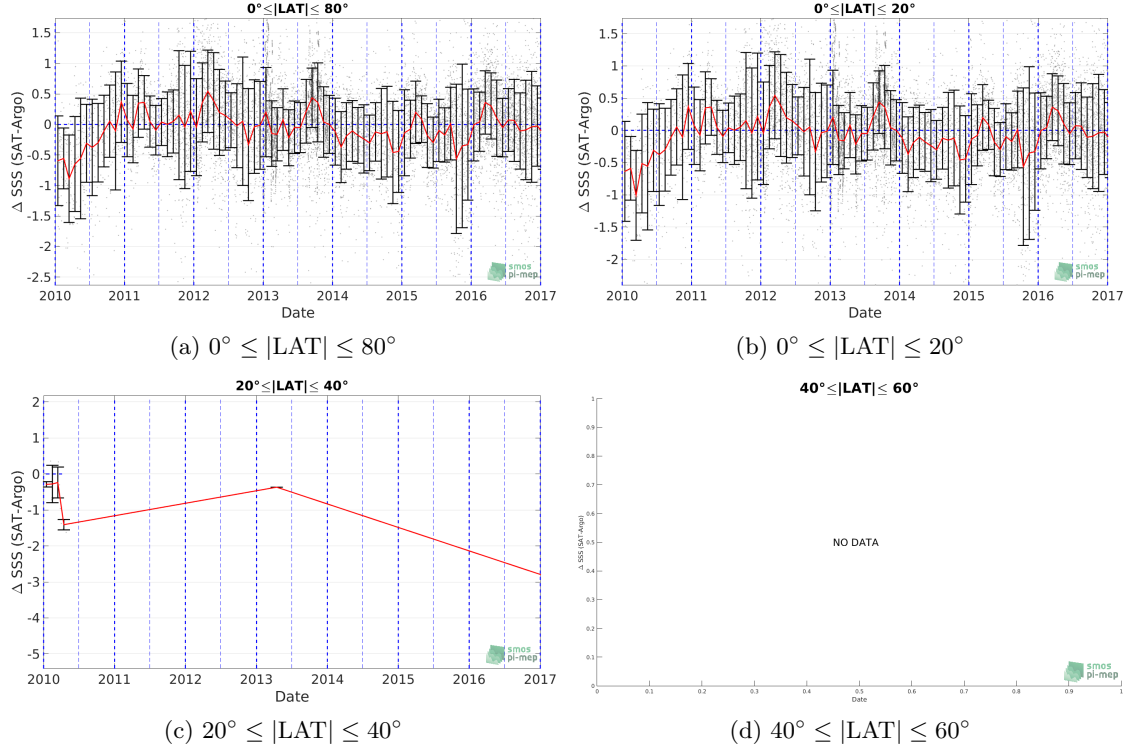 0°≤|LAT|≤ 80°
1.5
1
0.5
0
-0.5
-1
-1.5
-2
-2.5
Δ SSS (SAT-Argo)
2010 2011 2012 2013 2014 2015 2016 2017
Date
smos
pi-mep
(a) 0° ≤ |LAT| ≤ 80°
0°≤|LAT|≤ 20°
1.5
1
0.5
0
-0.5
-1
-1.5
-2
Δ SSS (SAT-Argo)
2010 2011 2012 2013 2014 2015 2016 2017
Date
smos
pi-mep
(b) 0° ≤ |LAT| ≤ 20°
20°≤|LAT|≤ 40°
2
1
0
-1
-2
-3
-4
-5
Δ SSS (SAT-Argo)
2010 2011 2012 2013 2014 2015 2016 2017
Date
smos
pi-mep
(c) 20° ≤ |LAT| ≤ 40°
40°≤|LAT|≤ 60°
1
0.9
0.8
0.7
0.6
0.5
0.4
0.3
0.2
0.1
0
Δ SSS (SAT-Argo)
NO DATA
0 0.1 0.2 0.3 0.4 0.5 0.6 0.7 0.8 0.9 1
Date
smos
pi-mep
(d) 40° ≤ |LAT| ≤ 60°